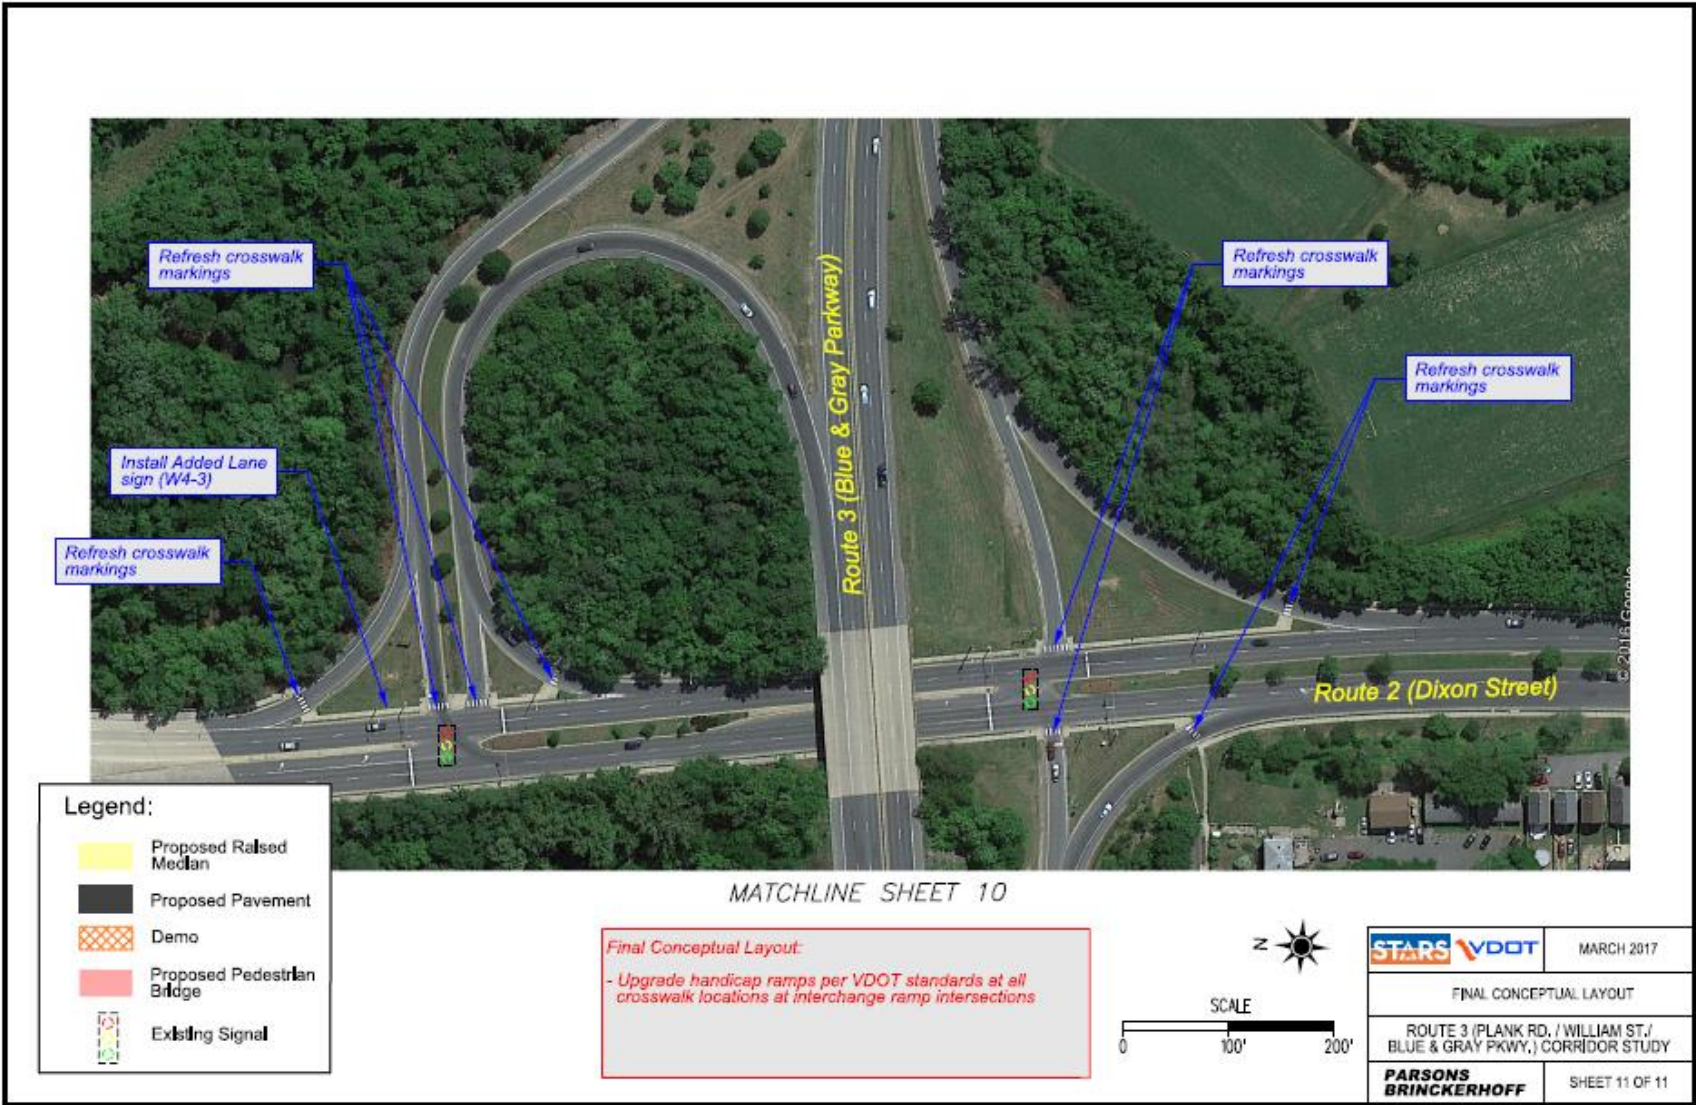 Refresh crosswalk
markings
Refresh crosswalk
markings
Refresh crosswalk
markings
Install Added Lane
sign (W4-3)
Refresh crosswalk
markings
Route 3 (Blue & Gray Parkway)
Route 2 (Dixon Street)
©2016 Google
Legend:
Proposed Raised
Median
Proposed Pavement
Demo
Proposed Pedestrian
Bridge
Existing Signal
MATCHLINE SHEET 10
Final Conceptual Layout:
- Upgrade handicap ramps per VDOT standards at all
crosswalk locations at interchange ramp intersections
N
SCALE
0 100' 200'
STARS VDOT
MARCH 2017
FINAL CONCEPTUAL LAYOUT
ROUTE 3 (PLANK RD. / WILLIAM ST./
BLUE & GRAY PKWY.) CORRIDOR STUDY
PARSONS
BRINCKERHOFF
SHEET 11 OF 11